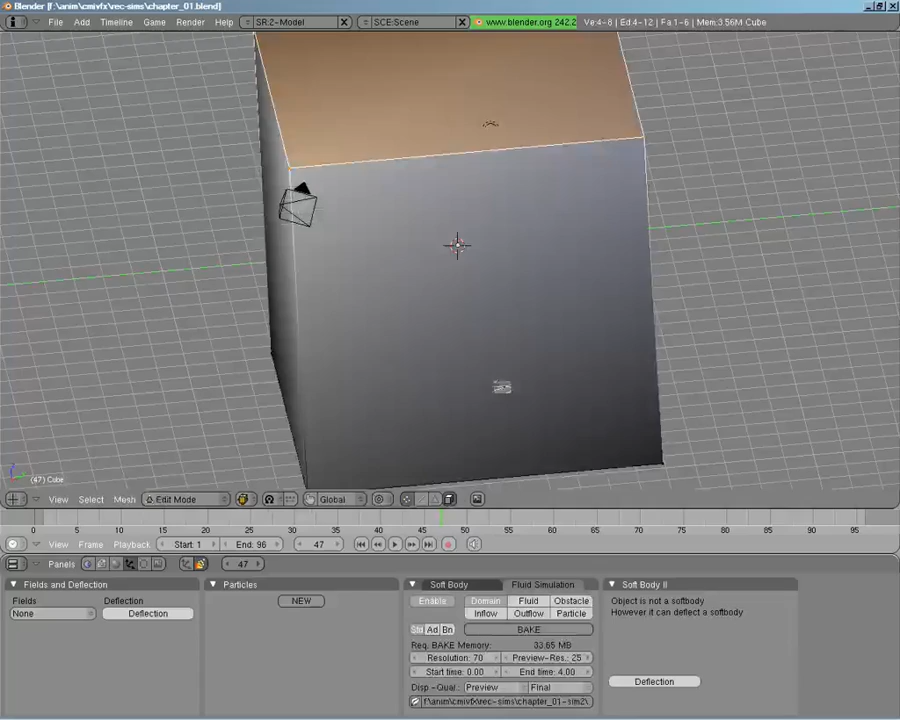 Blender [f:\anim\cmivfx\rec-sims\chapter_01.blend]
File Add Timeline Game Render Help SR:2-Model SCE:Scene www.blender.org 242.2 Ve:4-8 | Ed:4-12 | Fa:1-6 | Mem:3.56M Cube
(47) Cube
View Select Mesh Edit Mode Global
0 5 10 15 20 25 30 35 40 45 50 55 60 65 70 75 80 85 90 95
View Frame Playback Start: 1 End: 96 47
Panels 47
Fields and Deflection Particles Soft Body Fluid Simulation Soft Body II
Fields Deflection NEW Enable Domain Fluid Obstacle Object is not a softbody
None Deflection Inflow Outflow Particle However it can deflect a softbody
Std Ad Bn BAKE
Req. BAKE Memory: 33.65 MB
Resolution: 70 Preview-Res.: 25
Start time: 0.00 End time: 4.00
Disp.-Qual.: Preview Final Deflection
f:\anim\cmivfx\rec-sims\chapter_01-sim2\